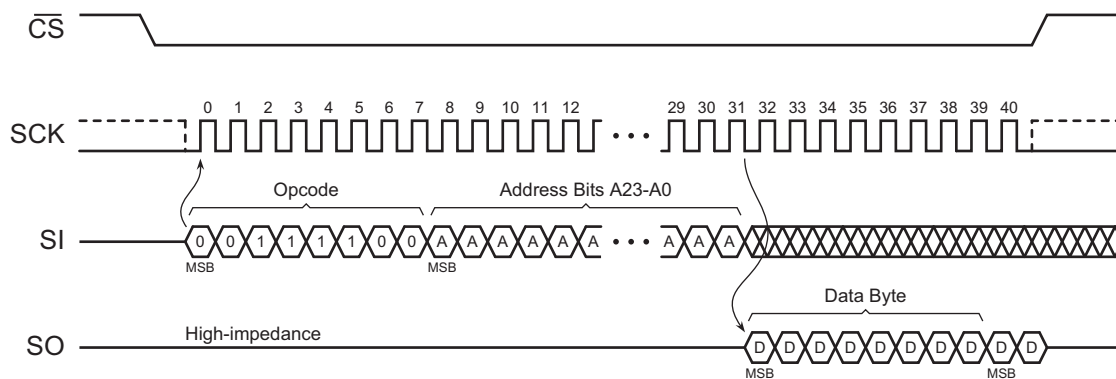 CS
0 1 2 3 4 5 6 7 8 9 10 11 12 29 30 31 32 33 34 35 36 37 38 39 40
SCK
Opcode Address Bits A23-A0
SI 0 0 1 1 1 1 0 0 A A A A A A A A A
MSB MSB
Data Byte
High-impedance
SO D D D D D D D D D D
MSB MSB